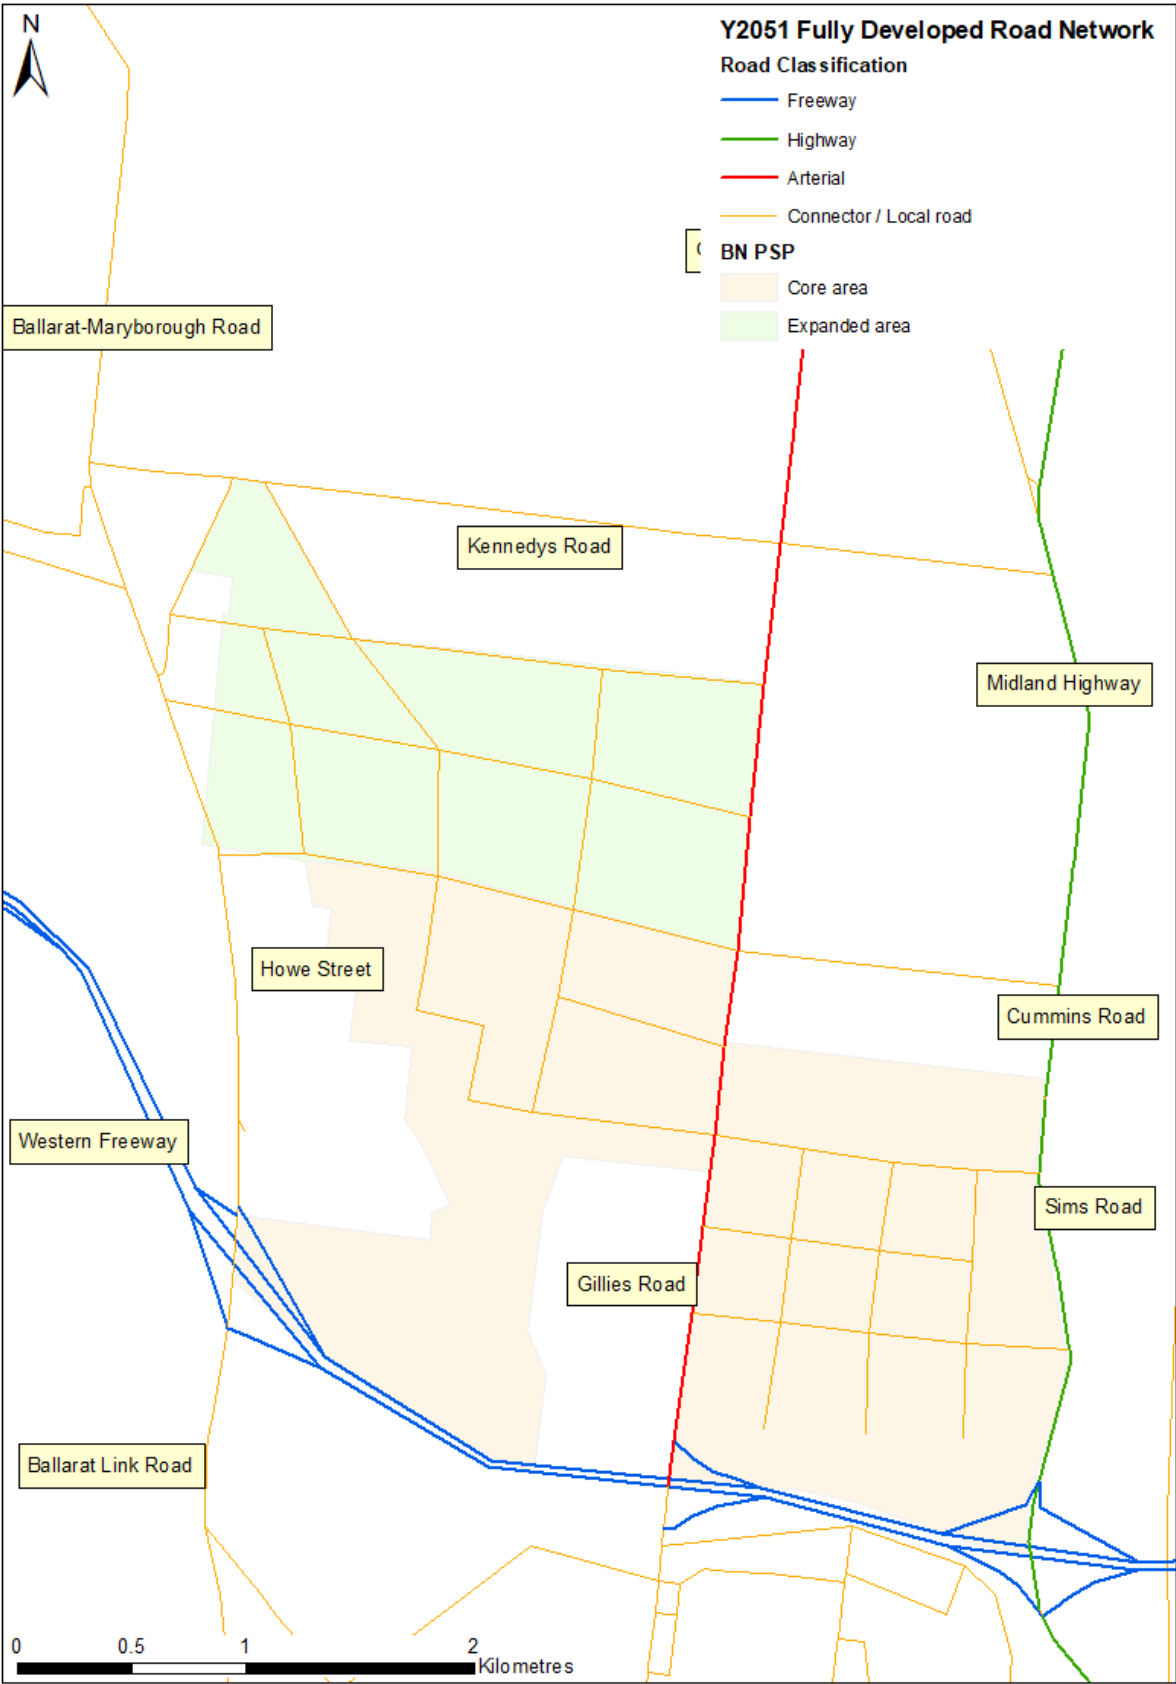 N
Y2051 Fully Developed Road Network
Road Classification
Freeway
Highway
Arterial
Connector / Local road
BN PSP
Core area
Expanded area
Ballarat-Maryborough Road
Kennedys Road
Midland Highway
Howe Street
Cummins Road
Western Freeway
Sims Road
Gillies Road
Ballarat Link Road
0 0.5 1 2
Kilometres